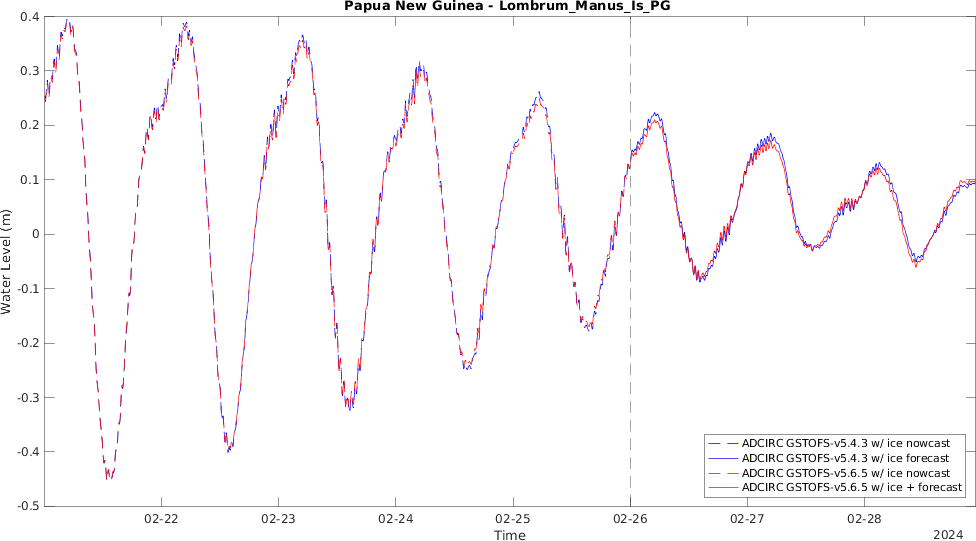 Papua New Guinea - Lombrum_Manus_Is_PG
0.4
0.3
0.2
0.1
0
-0.1
-0.2
-0.3
-0.4
-0.5
Water Level (m)
ADCIRC GSTOFS-v5.4.3 w/ ice nowcast
ADCIRC GSTOFS-v5.4.3 w/ ice forecast
ADCIRC GSTOFS-v5.6.5 w/ ice nowcast
ADCIRC GSTOFS-v5.6.5 w/ ice + forecast
02-22 02-23 02-24 02-25 02-26 02-27 02-28
Time
2024